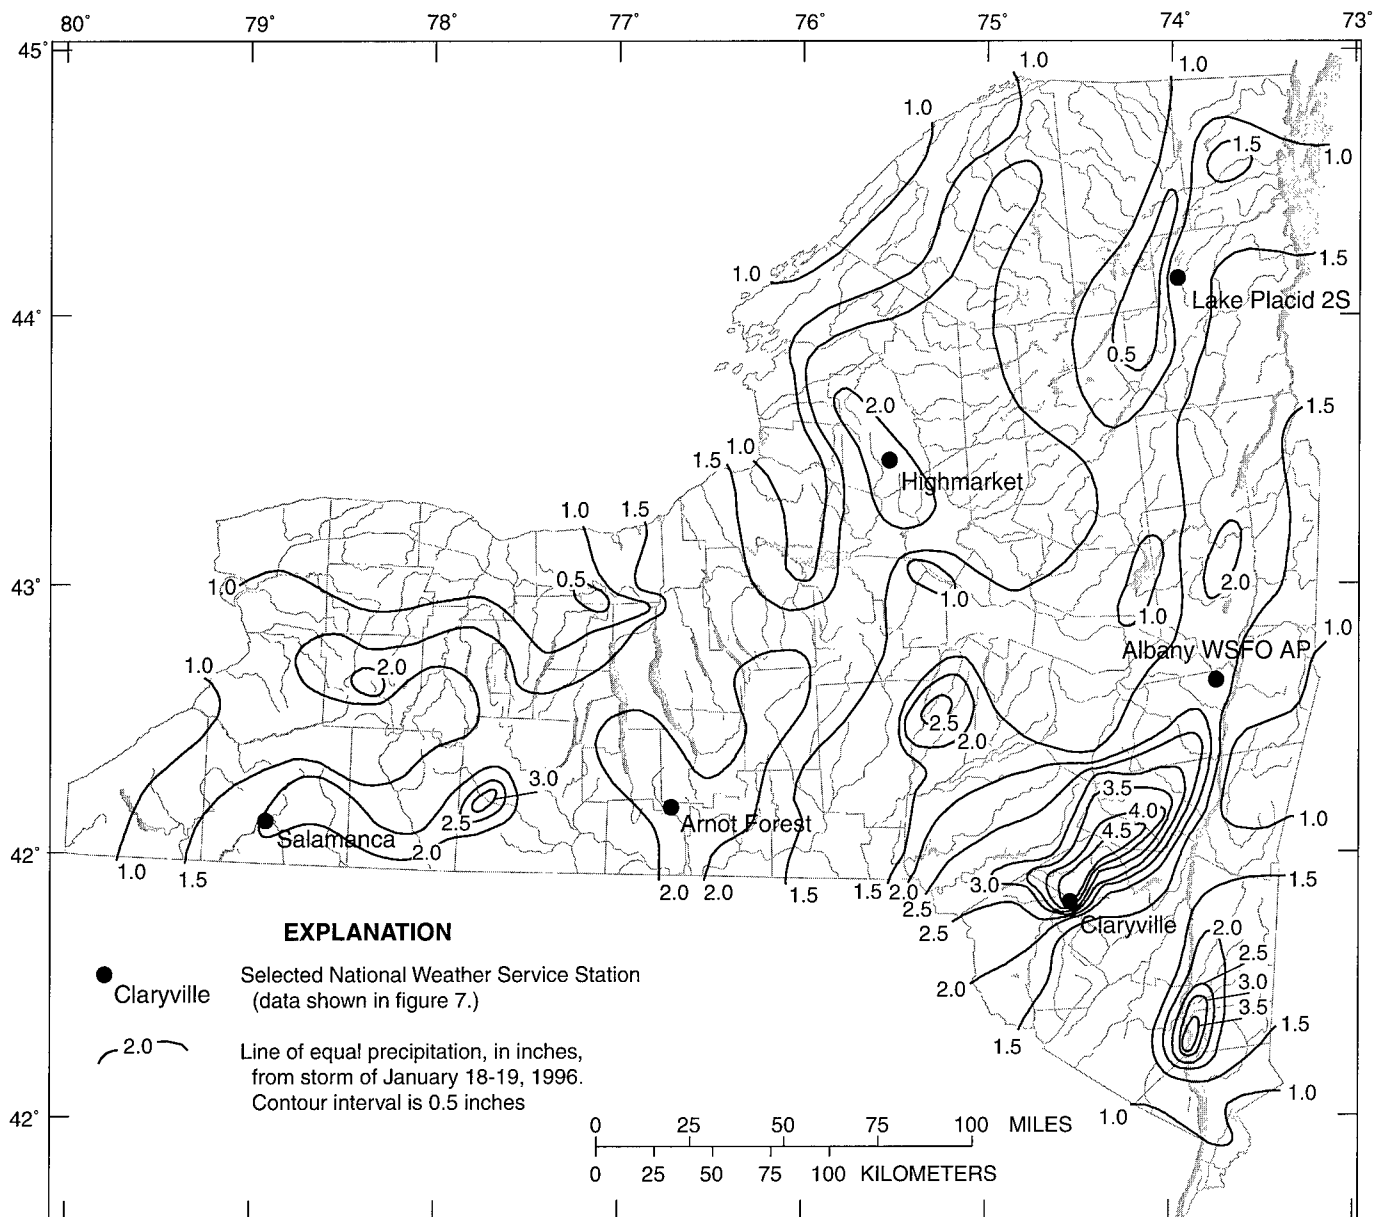 80° 79° 78° 77° 76° 75° 74° 73°
45°
1.0 1.0
1.0
1.5
1.0
1.0
1.5
Lake Placid 2S
44°
0.5
2.0
1.5
1.5 1.0
Highmarket
1.0 1.5
43°
1.0
0.5
1.0
2.0
1.0
1.0
Albany WSFO AP
1.0
2.0
2.5
2.0
3.0
3.5
4.0
4.5
2.5
Salamanca
Arnot Forest
1.0
42°
2.0
1.0 1.5
2.0 2.0 1.5 1.5 2.0
3.0
1.5
2.5
2.5
Claryville
2.0
2.5
3.0
3.5
2.0
1.5
1.5
1.0
1.0
EXPLANATION
Claryville
Selected National Weather Service Station
(data shown in figure 7.)
2.0
Line of equal precipitation, in inches,
from storm of January 18-19, 1996.
Contour interval is 0.5 inches
42°
0 25 50 75 100 MILES
0 25 50 75 100 KILOMETERS